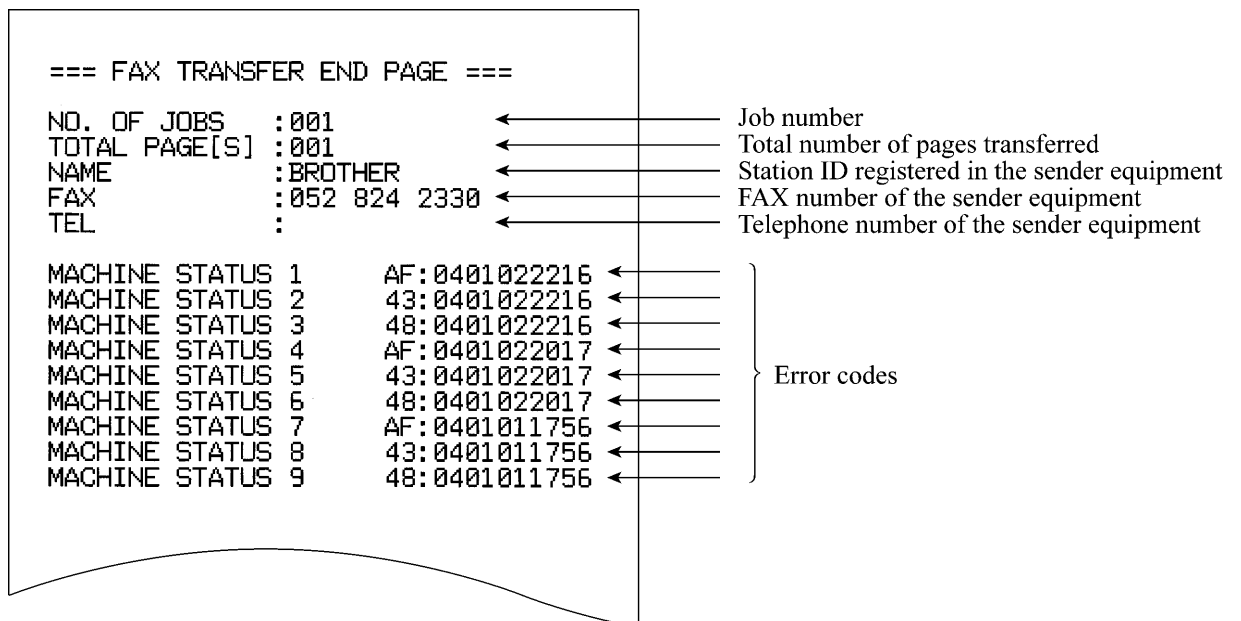 === FAX TRANSFER END PAGE ===
NO. OF JOBS :001 Job number
TOTAL PAGE[S] :001 Total number of pages transferred
NAME :BROTHER Station ID registered in the sender equipment
FAX :052 824 2330 FAX number of the sender equipment
TEL : Telephone number of the sender equipment
MACHINE STATUS 1 AF:0401022216
MACHINE STATUS 2 43:0401022216
MACHINE STATUS 3 48:0401022216
MACHINE STATUS 4 AF:0401022017
MACHINE STATUS 5 43:0401022017 Error codes
MACHINE STATUS 6 48:0401022017
MACHINE STATUS 7 AF:0401011756
MACHINE STATUS 8 43:0401011756
MACHINE STATUS 9 48:0401011756